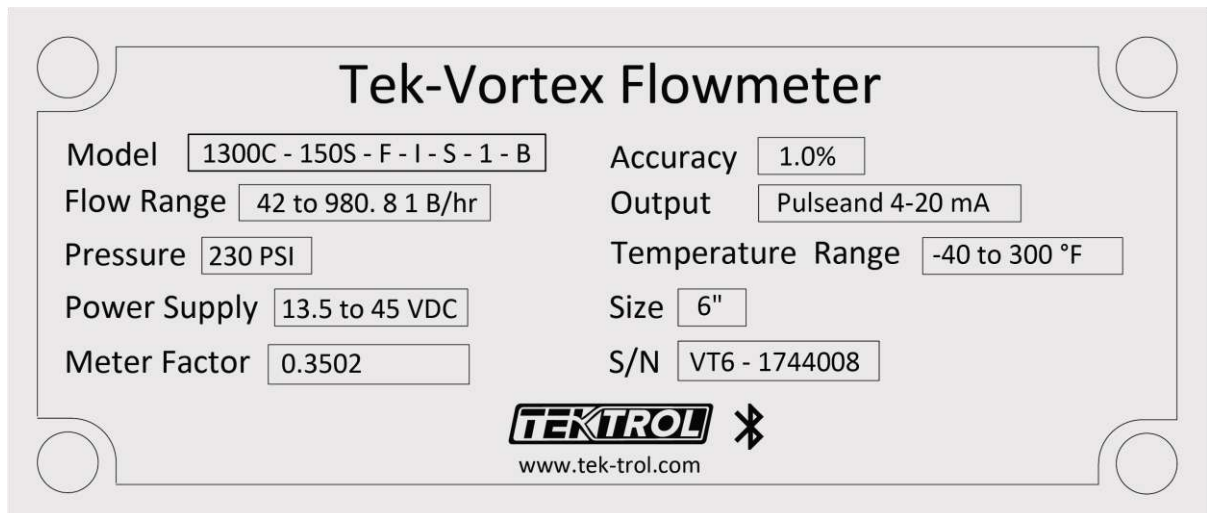 Tek-Vortex Flowmeter
Model 1300C - 150S - F - I - S - 1 - B
Accuracy 1.0%
Flow Range 42 to 980. 8 1 B/hr
Output Pulseand 4-20 mA
Pressure 230 PSI
Temperature Range -40 to 300 °F
Power Supply 13.5 to 45 VDC
Size 6"
Meter Factor 0.3502
S/N VT6 - 1744008
TEKTROL
www.tek-trol.com